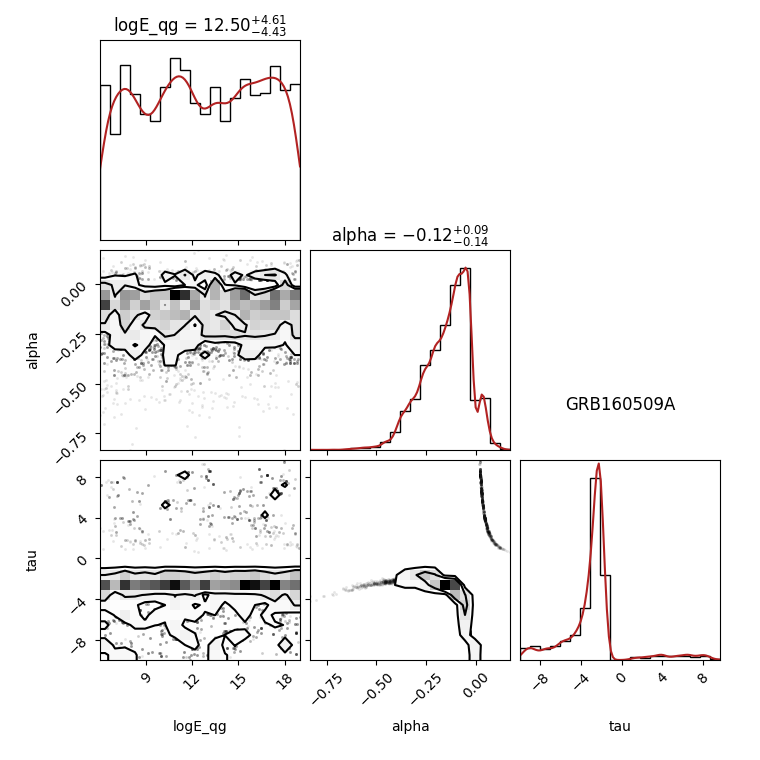 logE_qg = 12.50+4.61 −4.43
alpha = −0.12+0.09 −0.14
0.00
−0.25
−0.50
−0.75
alpha
GRB160509A
8
4
0
−4
−8
tau
9 12 15 18
−0.75 −0.50 −0.25 0.00
−8 −4 0 4 8
logE_qg alpha tau